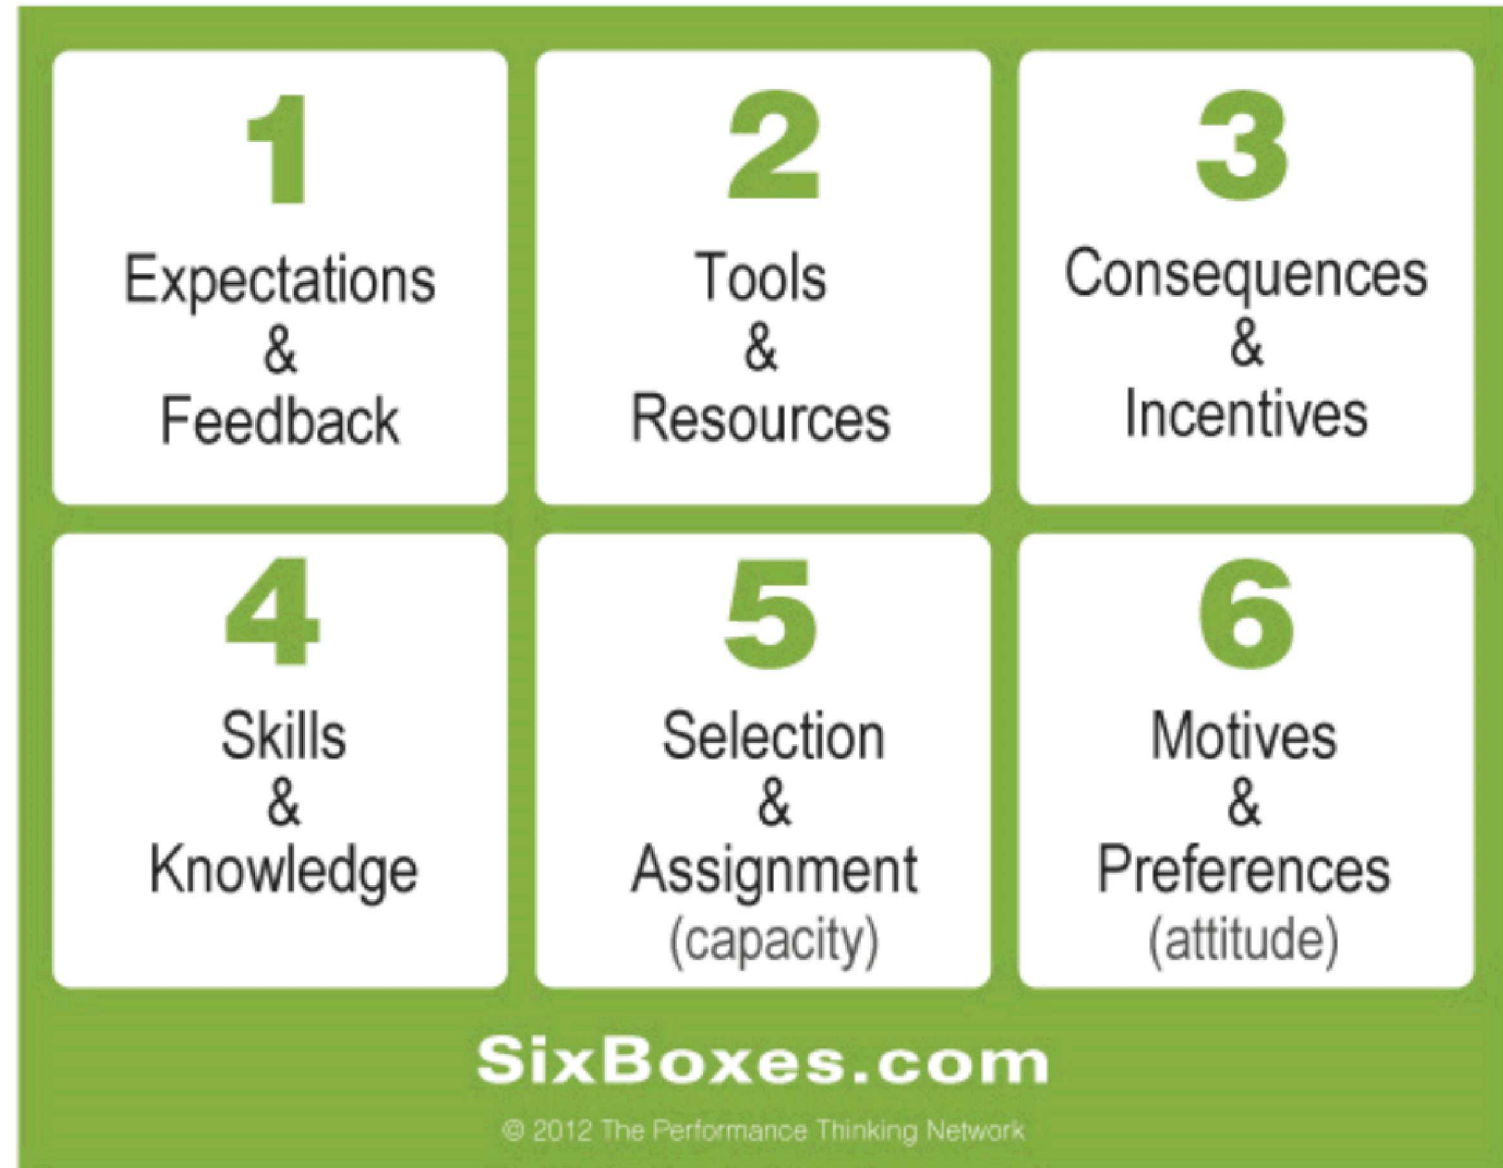 1
Expectations
&
Feedback
2
Tools
&
Resources
3
Consequences
&
Incentives
4
Skills
&
Knowledge
5
Selection
&
Assignment
(capacity)
6
Motives
&
Preferences
(attitude)
SixBoxes.com
© 2012 The Performance Thinking Network